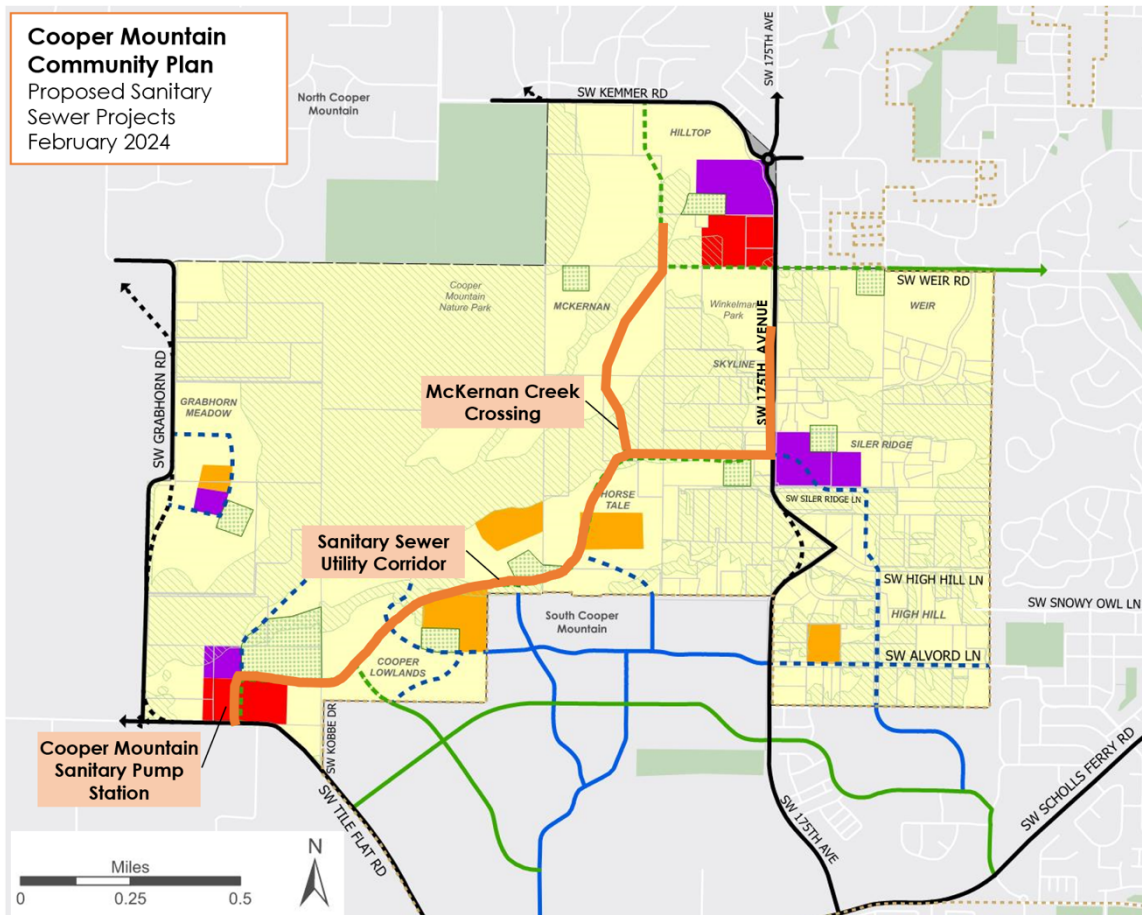 Cooper Mountain
Community Plan
Proposed Sanitary
Sewer Projects
February 2024
North Cooper
Mountain
SW KEMMER RD
SW 175TH AVE
HILLTOP
SW WEIR RD
WEIR
Cooper
Mountain
Nature Park
MCKERNAN
Winkelman
Park
SKYLINE
SW 175TH AVENUE
McKernan Creek
Crossing
SW GRABHORN RD
GRABHORN
MEADOW
SILER RIDGE
SW SILER RIDGE LN
HORSE
TALE
Sanitary Sewer
Utility Corridor
SW HIGH HILL LN
HIGH HILL
SW SNOWY OWL LN
South Cooper
Mountain
SW ALVORD LN
COOPER
LOWLANDS
SW KOBBE DR
Cooper Mountain
Sanitary Pump
Station
SW TILE FLAT RD
SW 175TH AVE
SW SCHOLLS FERRY RD
Miles
0
0.25
0.5
N